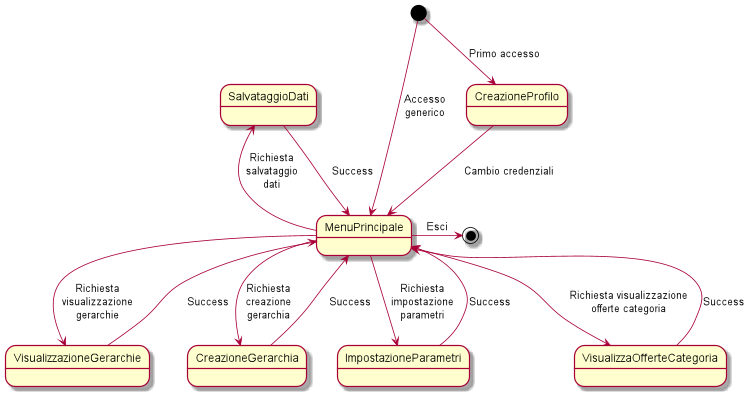 Primo accesso
SalvataggioDati
CreazioneProfilo
Accesso
generico
Richiesta
salvataggio
dati
Success
Cambio credenziali
MenuPrincipale
Esci
Richiesta
visualizzazione
gerarchie
Success
Richiesta
creazione
gerarchia
Success
Richiesta
impostazione
parametri
Success
Richiesta visualizzazione
offerte categoria
Success
VisualizzazioneGerarchie
CreazioneGerarchia
ImpostazioneParametri
VisualizzaOfferteCategoria